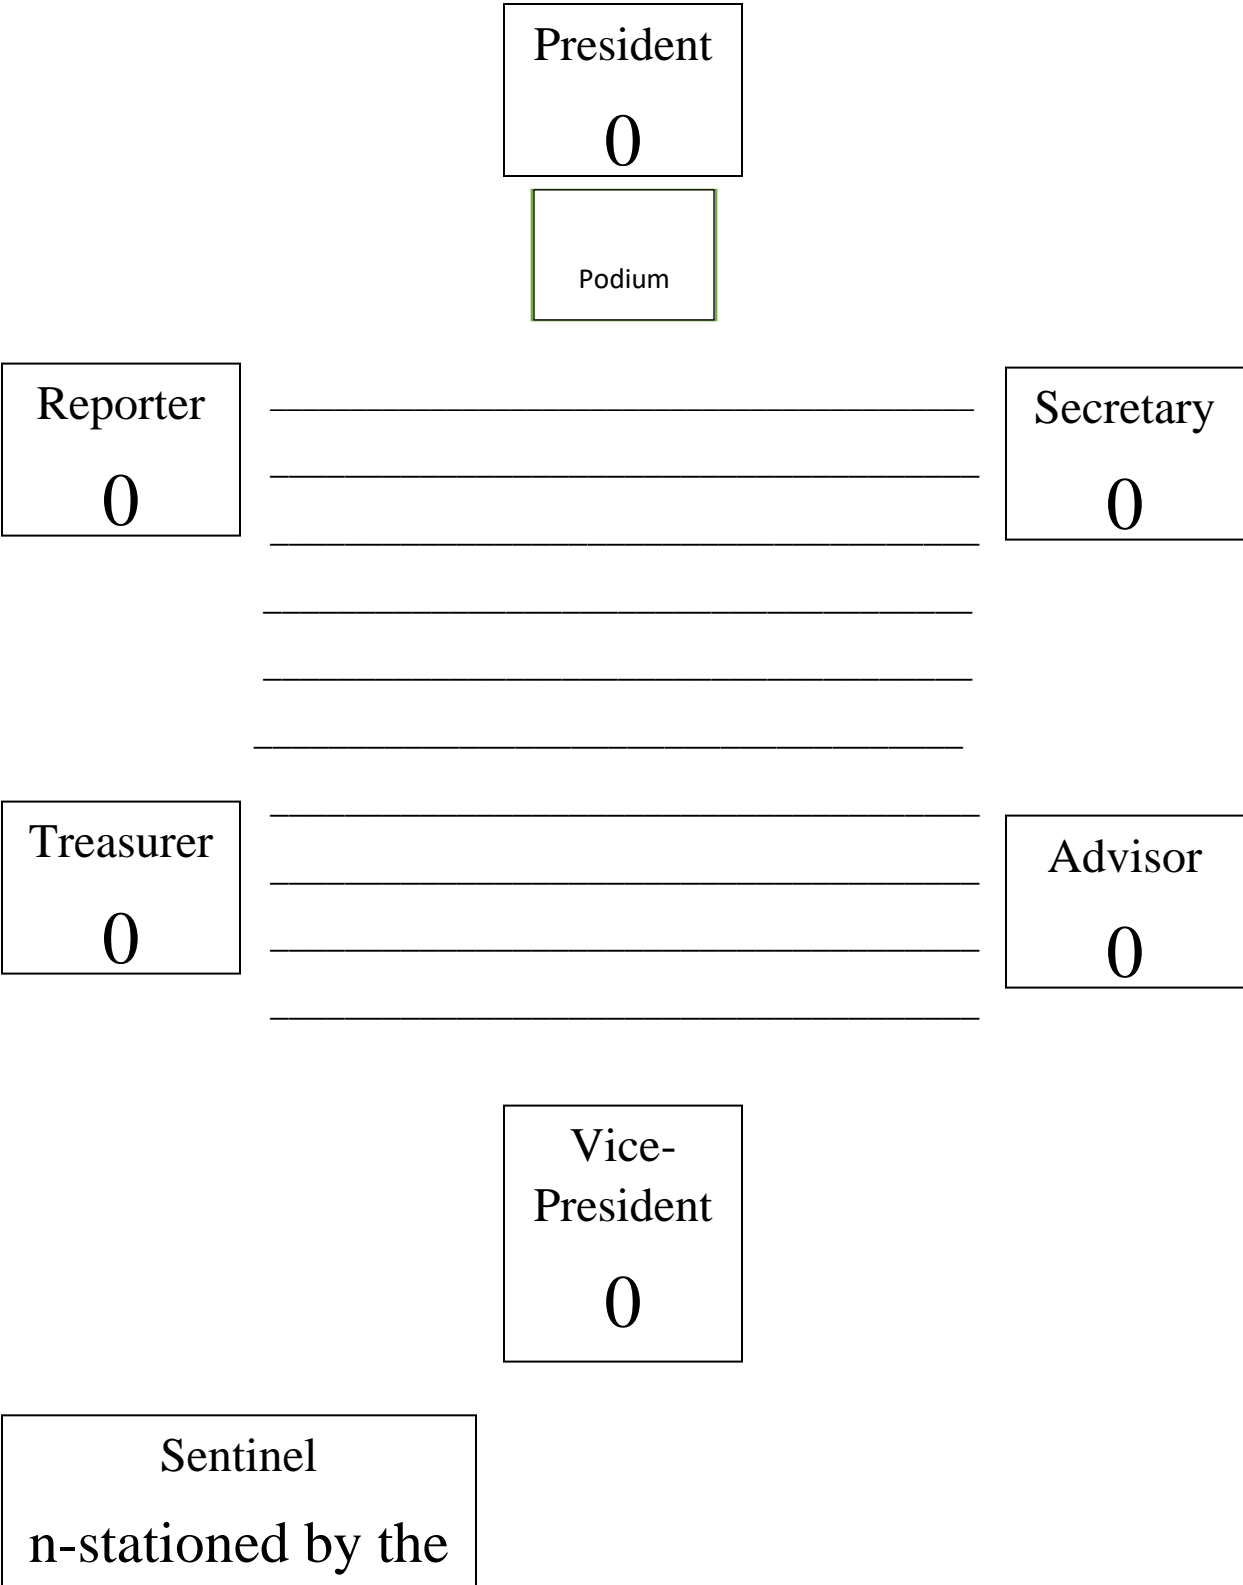 President
0
Podium
Reporter
0
Secretary
0
Treasurer
0
Advisor
0
Vice-
President
0
Sentinel
n-stationed by the